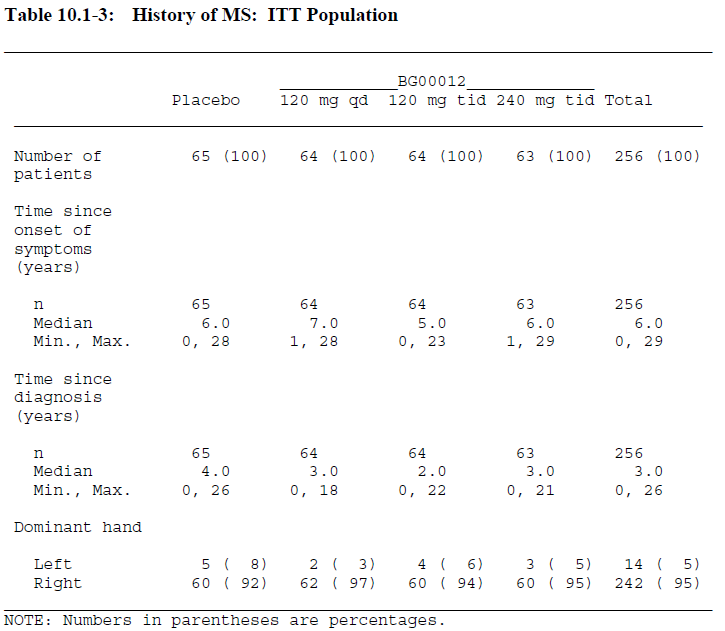 Table 10.1-3:    History of MS:  ITT Population
BG00012
Placebo    120 mg qd  120 mg tid 240 mg tid Total
Number of    65 (100)   64 (100)   64 (100)   63 (100)  256 (100)
patients
Time since
onset of
symptoms
(years)
n    65    64    64    63    256
Median    6.0    7.0    5.0    6.0    6.0
Min., Max.    0, 28    1, 28    0, 23    1, 29    0, 29
Time since
diagnosis
(years)
n    65    64    64    63    256
Median    4.0    3.0    2.0    3.0    3.0
Min., Max.    0, 26    0, 18    0, 22    0, 21    0, 26
Dominant hand
Left    5 (  8)    2 (  3)    4 (  6)    3 (  5)   14 (  5)
Right    60 ( 92)   62 ( 97)   60 ( 94)   60 ( 95)  242 ( 95)
NOTE: Numbers in parentheses are percentages.